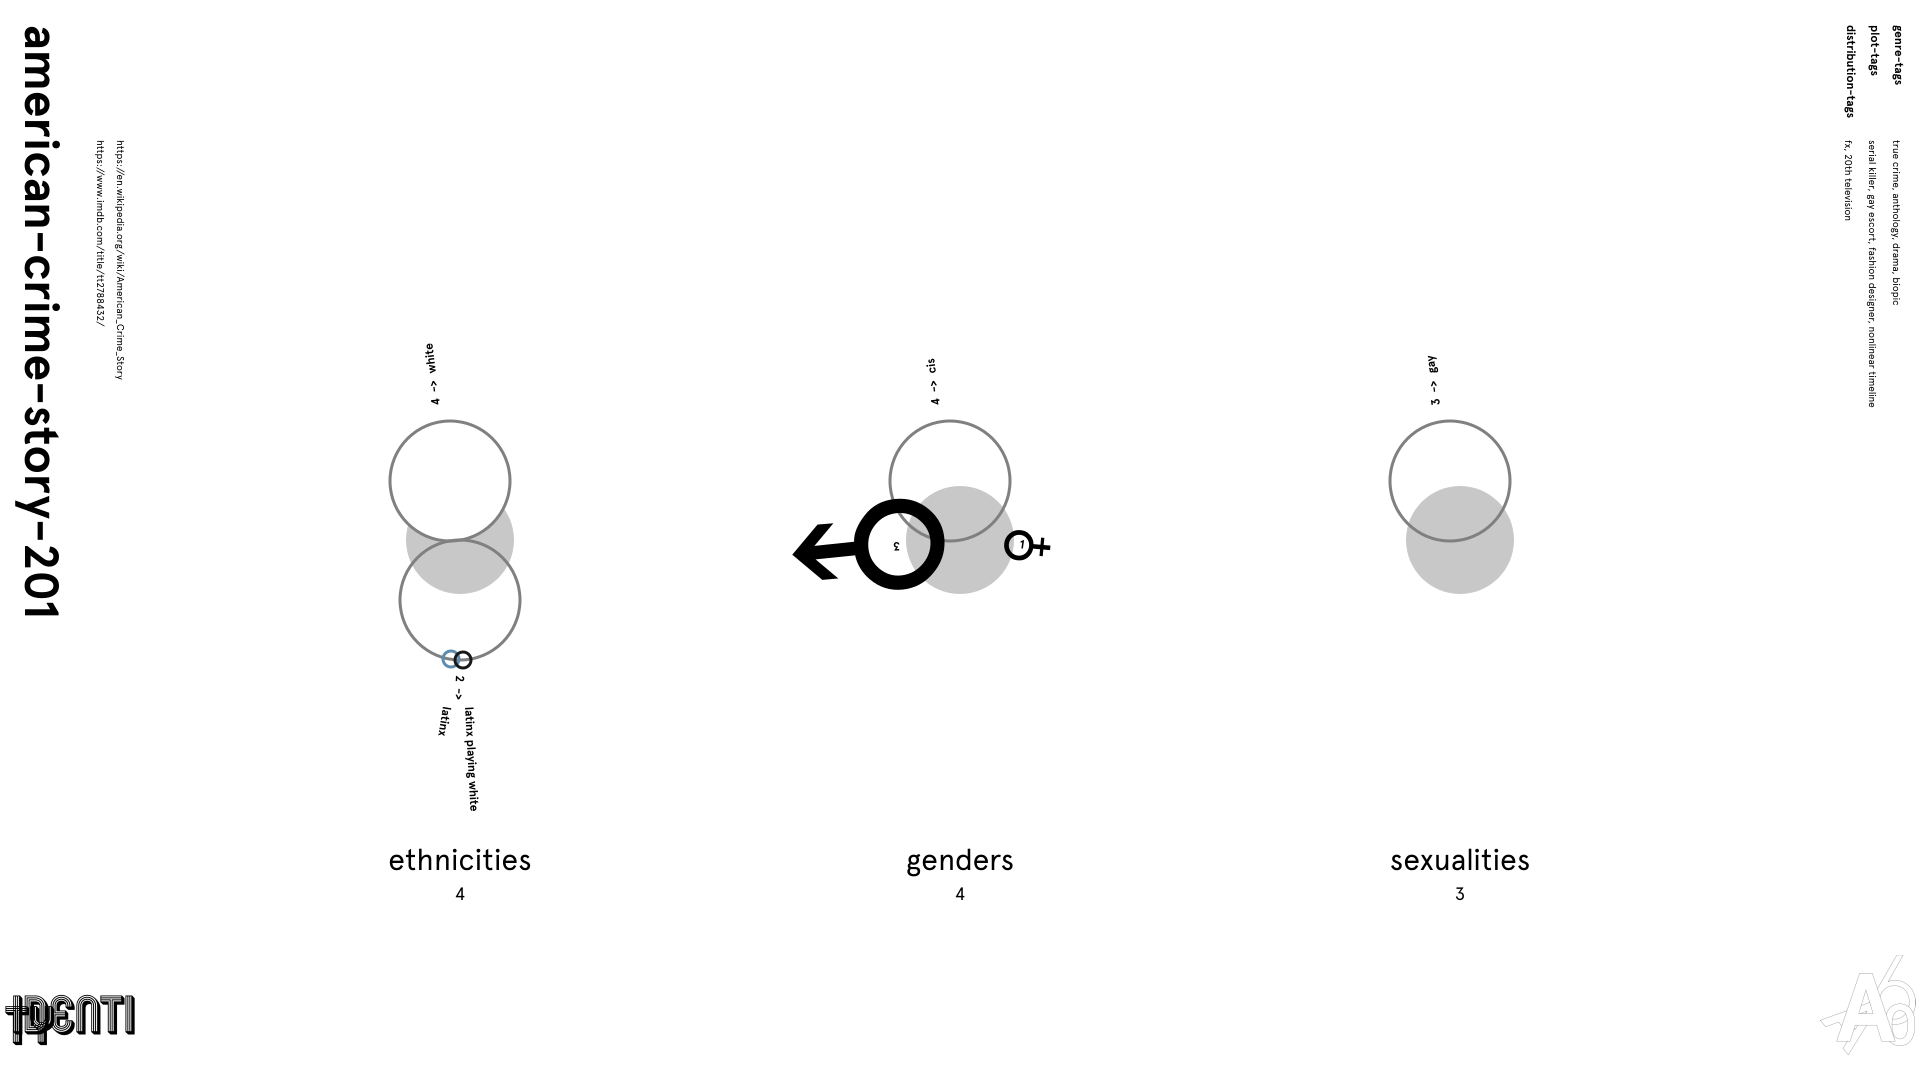 american-crime-story-201
https://en.wikipedia.org/wiki/American_Crime_Story
https://www.imdb.com/title/tt2788432/
genre-tags
true crime, anthology, drama, biopic
plot-tags
serial killer, gay escort, fashion designer, nonlinear timeline
distribution-tags
fx, 20th television
4 -> white
2 ->
latinx playing white
latinx
ethnicities
4
4 -> cis
3
1
genders
4
3 -> gay
sexualities
3
IDENTI